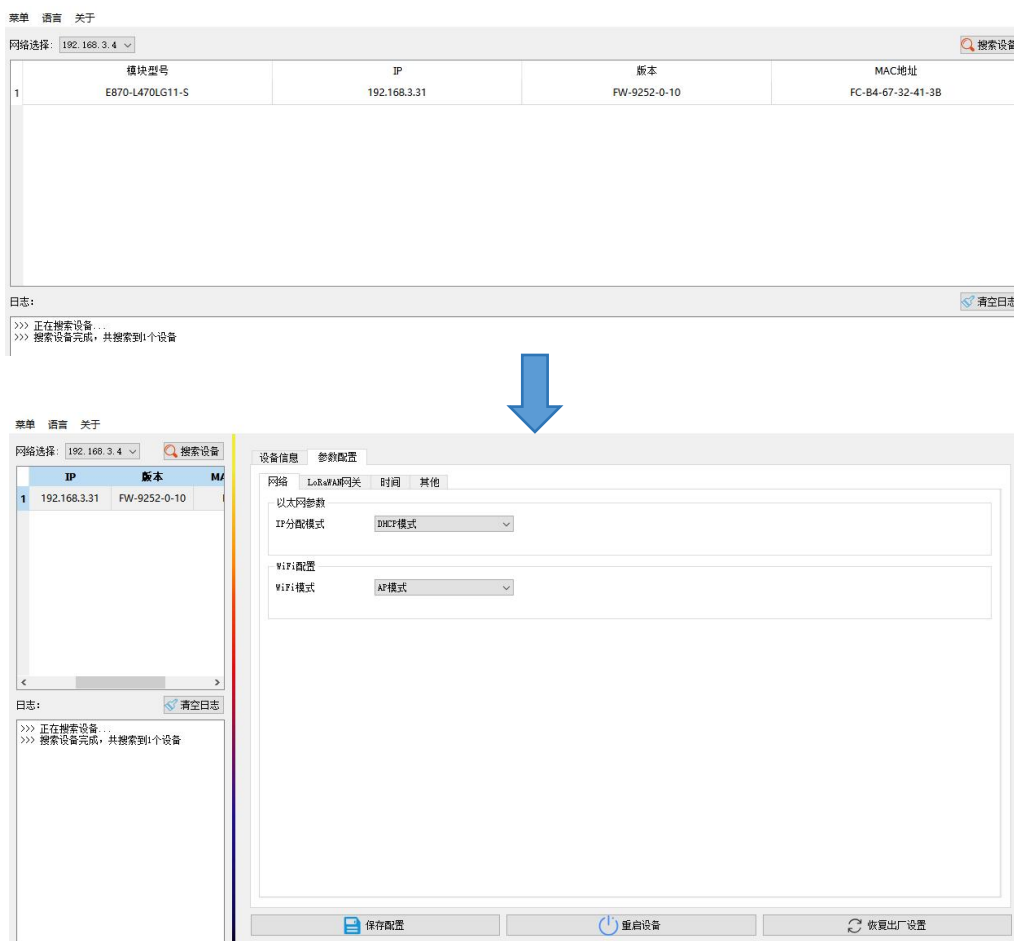 菜单 语言 关于
网络选择: 192.168.3.4 搜索设备
模块型号 IP 版本 MAC地址
1 E870-L470LG11-S 192.168.3.31 FW-9252-0-10 FC-B4-67-32-41-3B
日志: 清空日志
>>> 正在搜索设备...
>>> 搜索设备完成，共搜索到1个设备
菜单 语言 关于
网络选择: 192.168.3.4 搜索设备
IP 版本 MA
1 192.168.3.31 FW-9252-0-10
日志: 清空日志
>>> 正在搜索设备...
>>> 搜索设备完成，共搜索到1个设备
设备信息 参数配置
网络 LoRaWAN网关 时间 其他
以太网参数
IP分配模式 DHCP模式
WiFi配置
WiFi模式 AP模式
保存配置 重启设备 恢复出厂设置